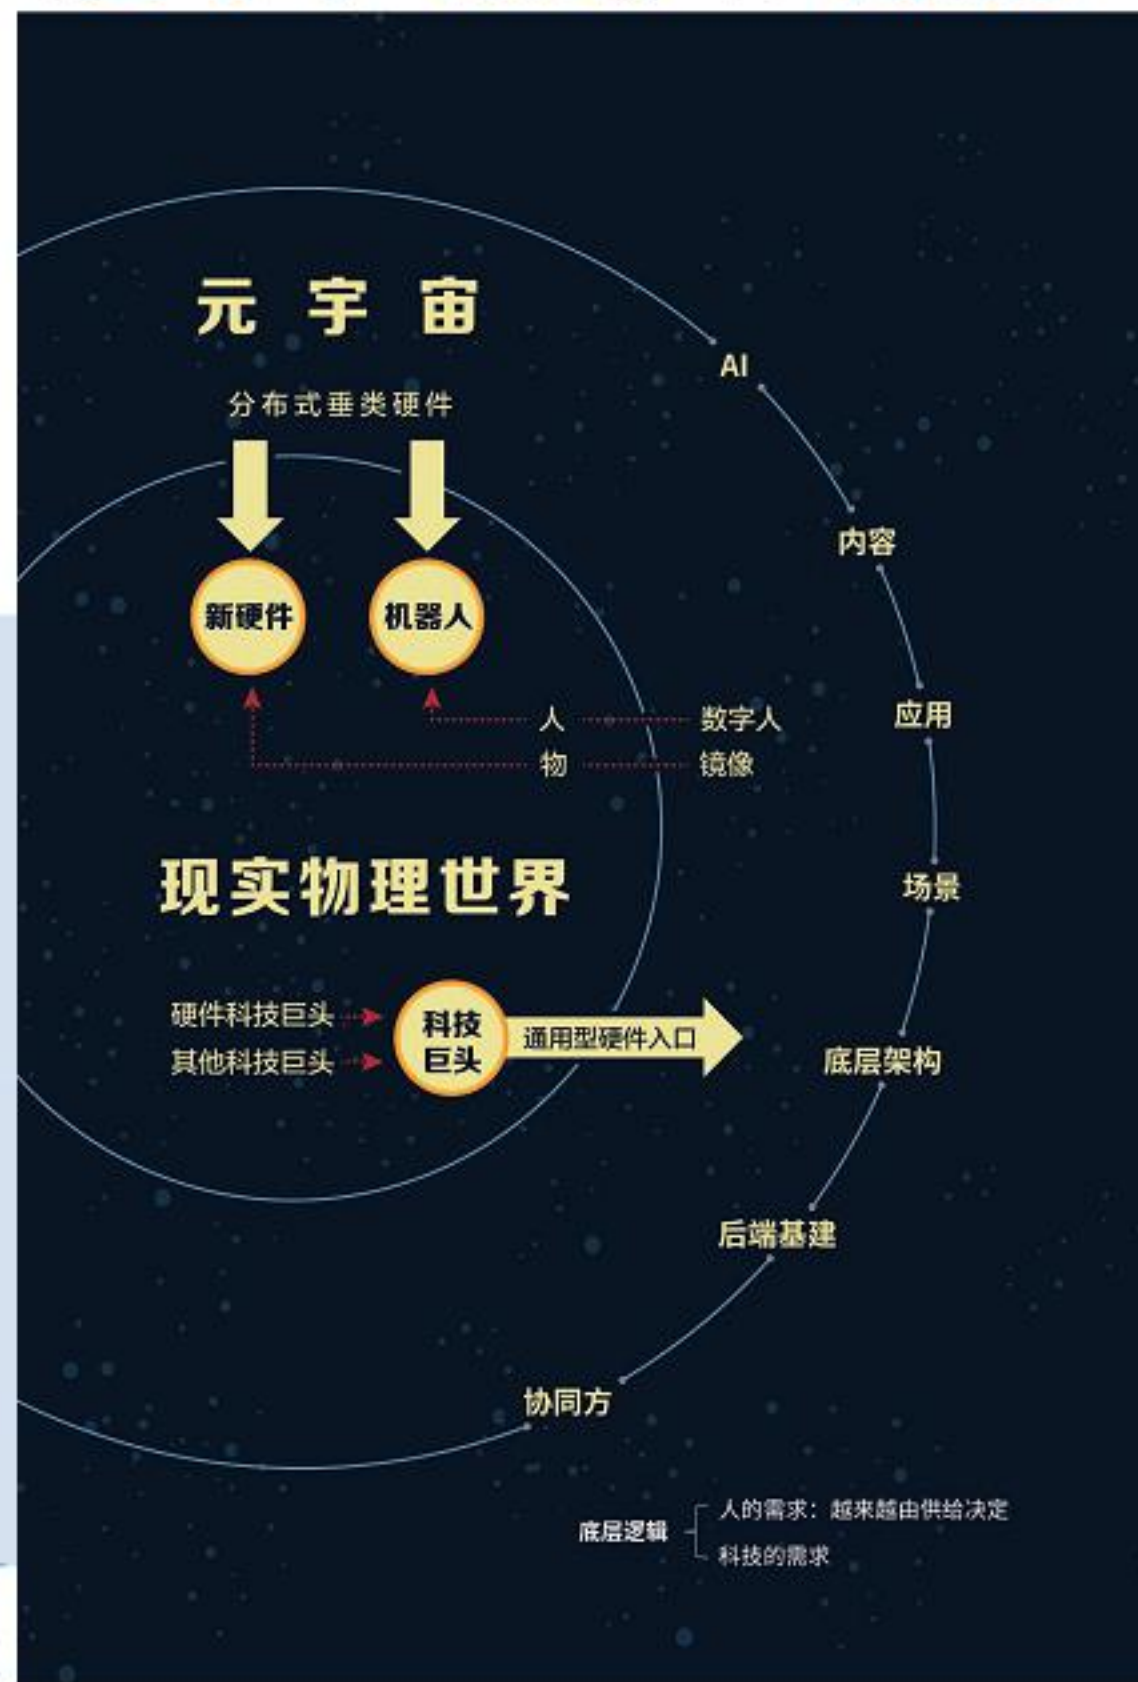 元宇宙
AI
分布式垂类硬件
内容
新硬件
机器人
人
数字人
应用
物
镜像
现实物理世界
场景
硬件科技巨头
其他科技巨头
科技
巨头
通用型硬件入口
底层架构
后端基建
协同方
底层逻辑
人的需求：越来越由供给决定
科技的需求